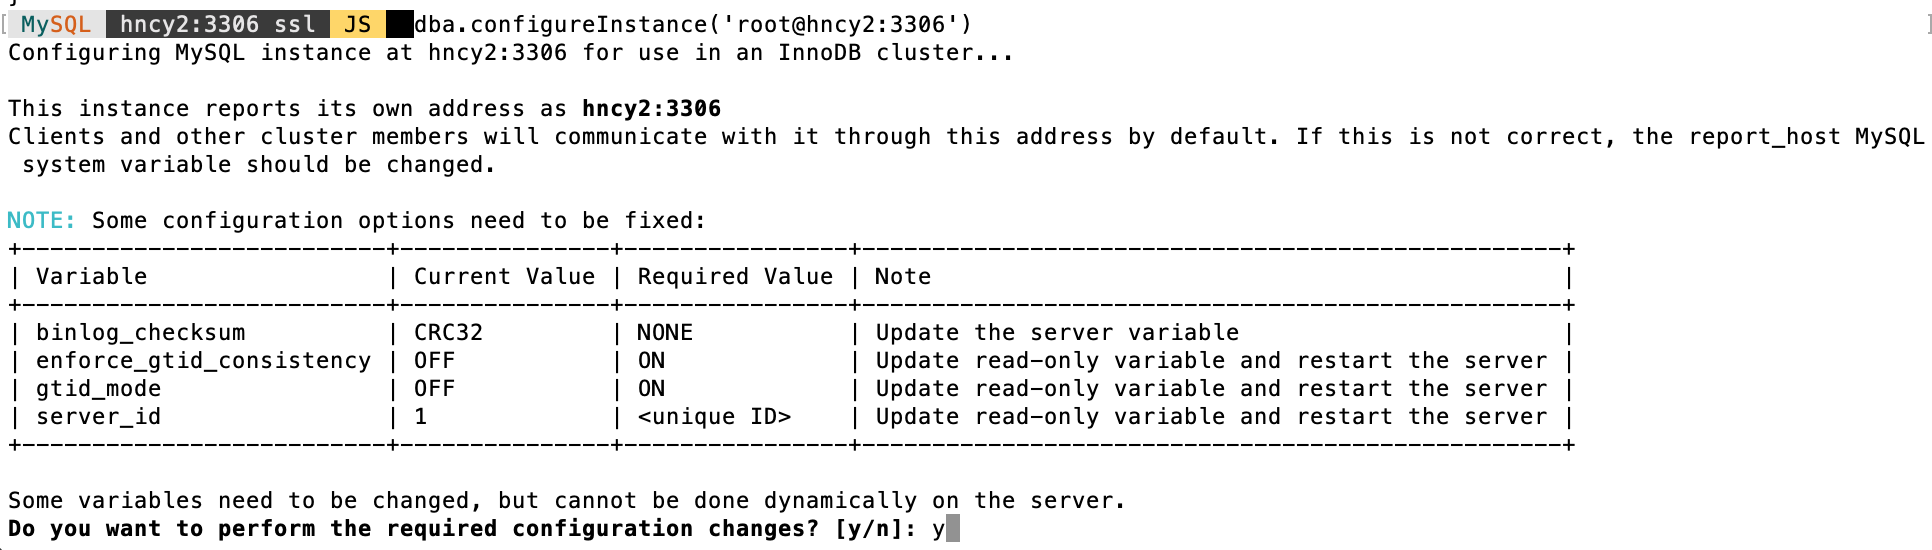 MySQL hncy2:3306 ssl JS dba.configureInstance('root@hncy2:3306')
Configuring MySQL instance at hncy2:3306 for use in an InnoDB cluster...
This instance reports its own address as hncy2:3306
Clients and other cluster members will communicate with it through this address by default. If this is not correct, the report_host MySQL
system variable should be changed.
NOTE: Some configuration options need to be fixed:
+--------------------------+---------------+----------------+--------------------------------------------------+
| Variable                 | Current Value | Required Value | Note                                             |
+--------------------------+---------------+----------------+--------------------------------------------------+
| binlog_checksum          | CRC32         | NONE           | Update the server variable                       |
| enforce_gtid_consistency | OFF           | ON             | Update read-only variable and restart the server |
| gtid_mode                | OFF           | ON             | Update read-only variable and restart the server |
| server_id                | 1             | <unique ID>    | Update read-only variable and restart the server |
+--------------------------+---------------+----------------+--------------------------------------------------+
Some variables need to be changed, but cannot be done dynamically on the server.
Do you want to perform the required configuration changes? [y/n]: y